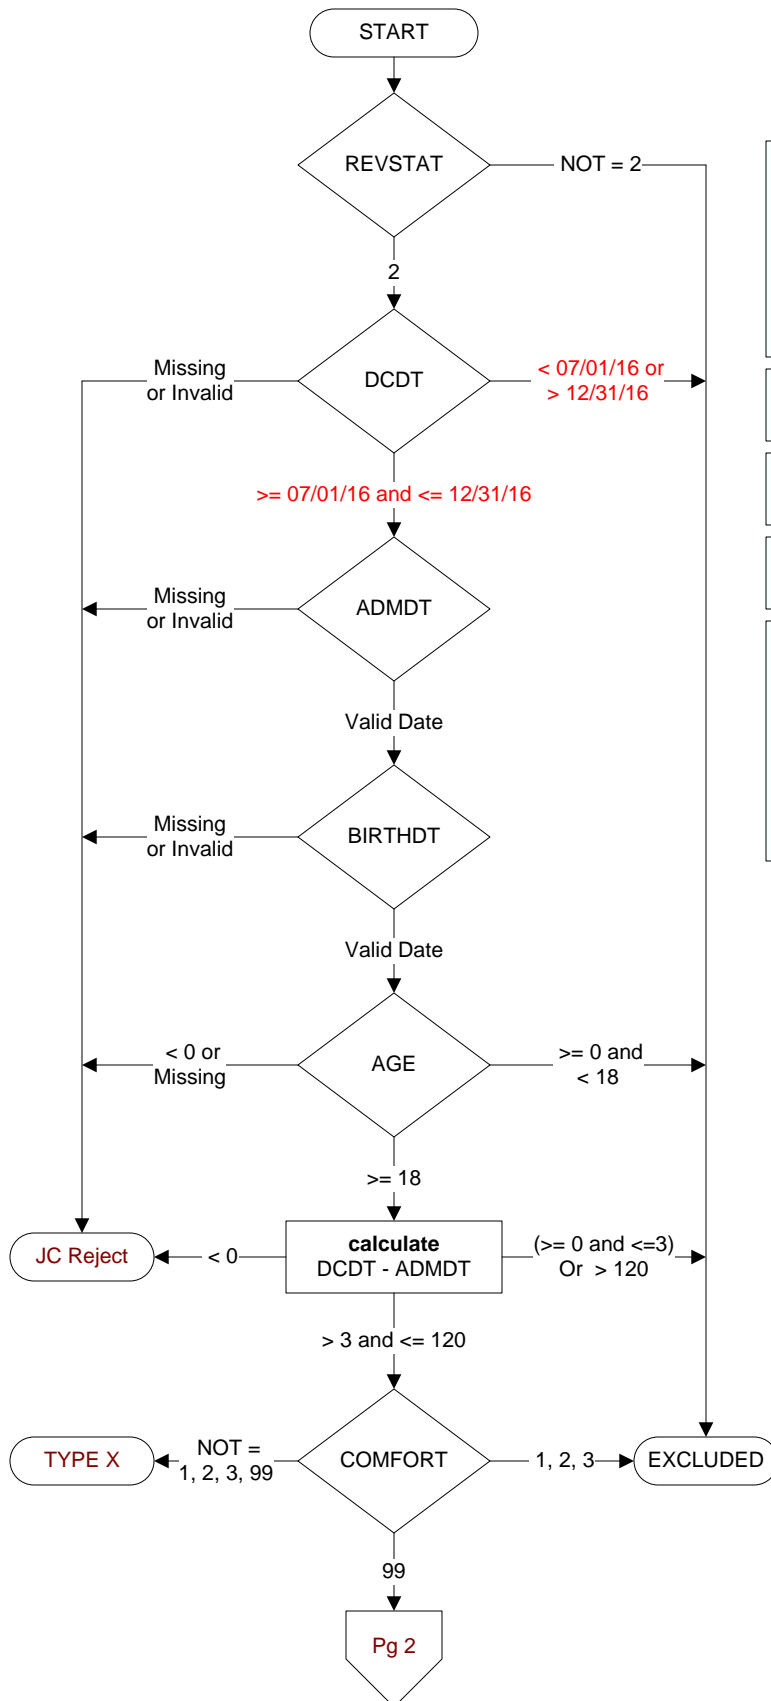 START
REVSTAT
NOT = 2
2
Missing
or Invalid
DCDT
< 07/01/16 or
> 12/31/16
>= 07/01/16 and <= 12/31/16
Missing
or Invalid
ADMDT
Valid Date
Missing
or Invalid
BIRTHDT
Valid Date
< 0 or
Missing
AGE
>= 0 and
< 18
>= 18
JC Reject
< 0
calculate
DCDT - ADMDT
(>= 0 and <=3)
Or > 120
> 3 and <= 120
TYPE X
NOT =
1, 2, 3, 99
COMFORT
1, 2, 3
EXCLUDED
99
Pg 2